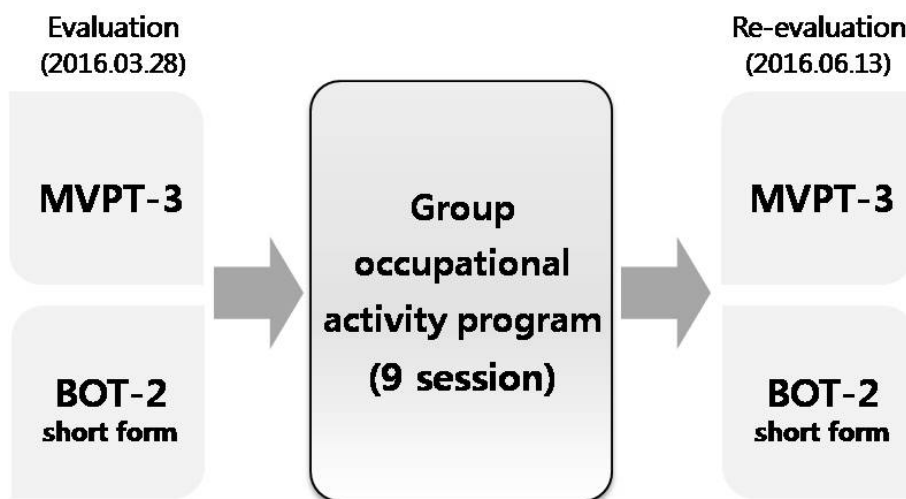 Evaluation
(2016.03.28)
MVPT-3
BOT-2
short form
Group
occupational
activity program
(9 session)
Re-evaluation
(2016.06.13)
MVPT-3
BOT-2
short form